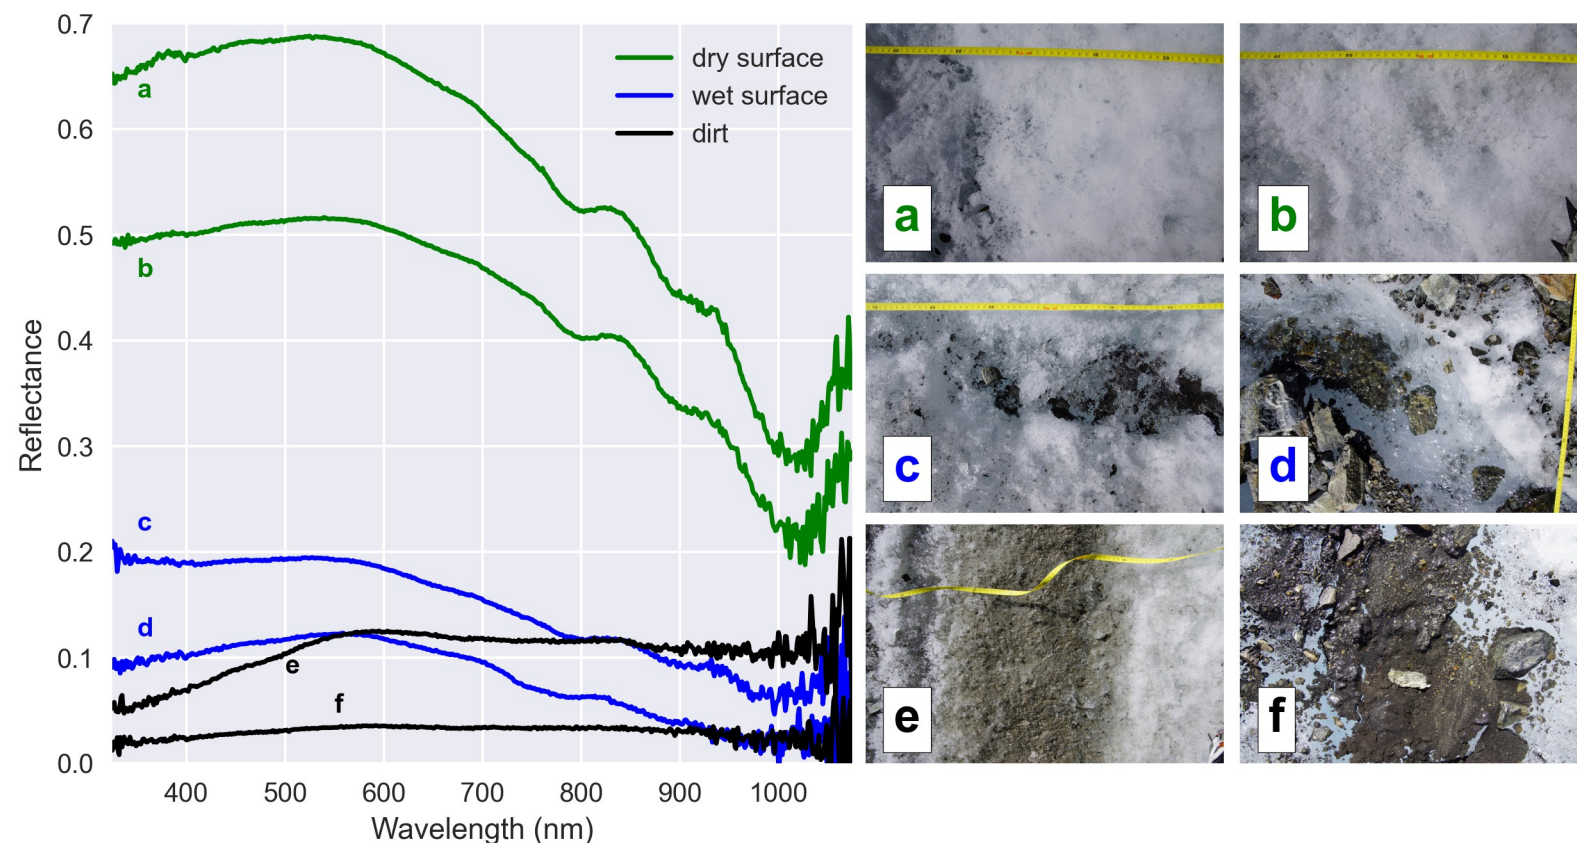 0.7
0.6
0.5
0.4
0.3
0.2
0.1
0.0
Reflectance
400 500 600 700 800 900 1000
Wavelength (nm)
dry surface
wet surface
dirt
a
b
c
d
e
f
a
b
c
d
e
f